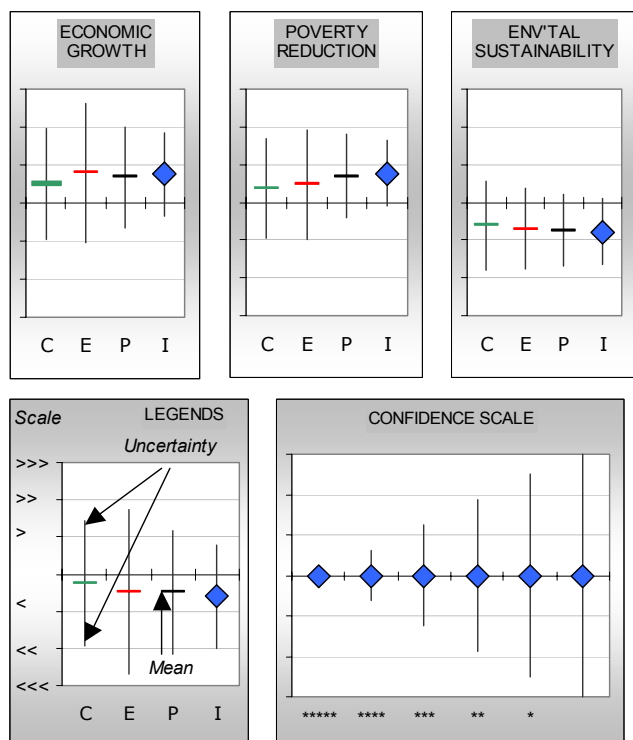 ECONOMIC
GROWTH
C E P I
POVERTY
REDUCTION
C E P I
ENV'TAL
SUSTAINABILITY
C E P I
Scale LEGENDS
Uncertainty
>>>
>>
>
<
<<
<<<
Mean
C E P I
CONFIDENCE SCALE
***** **** *** ** *